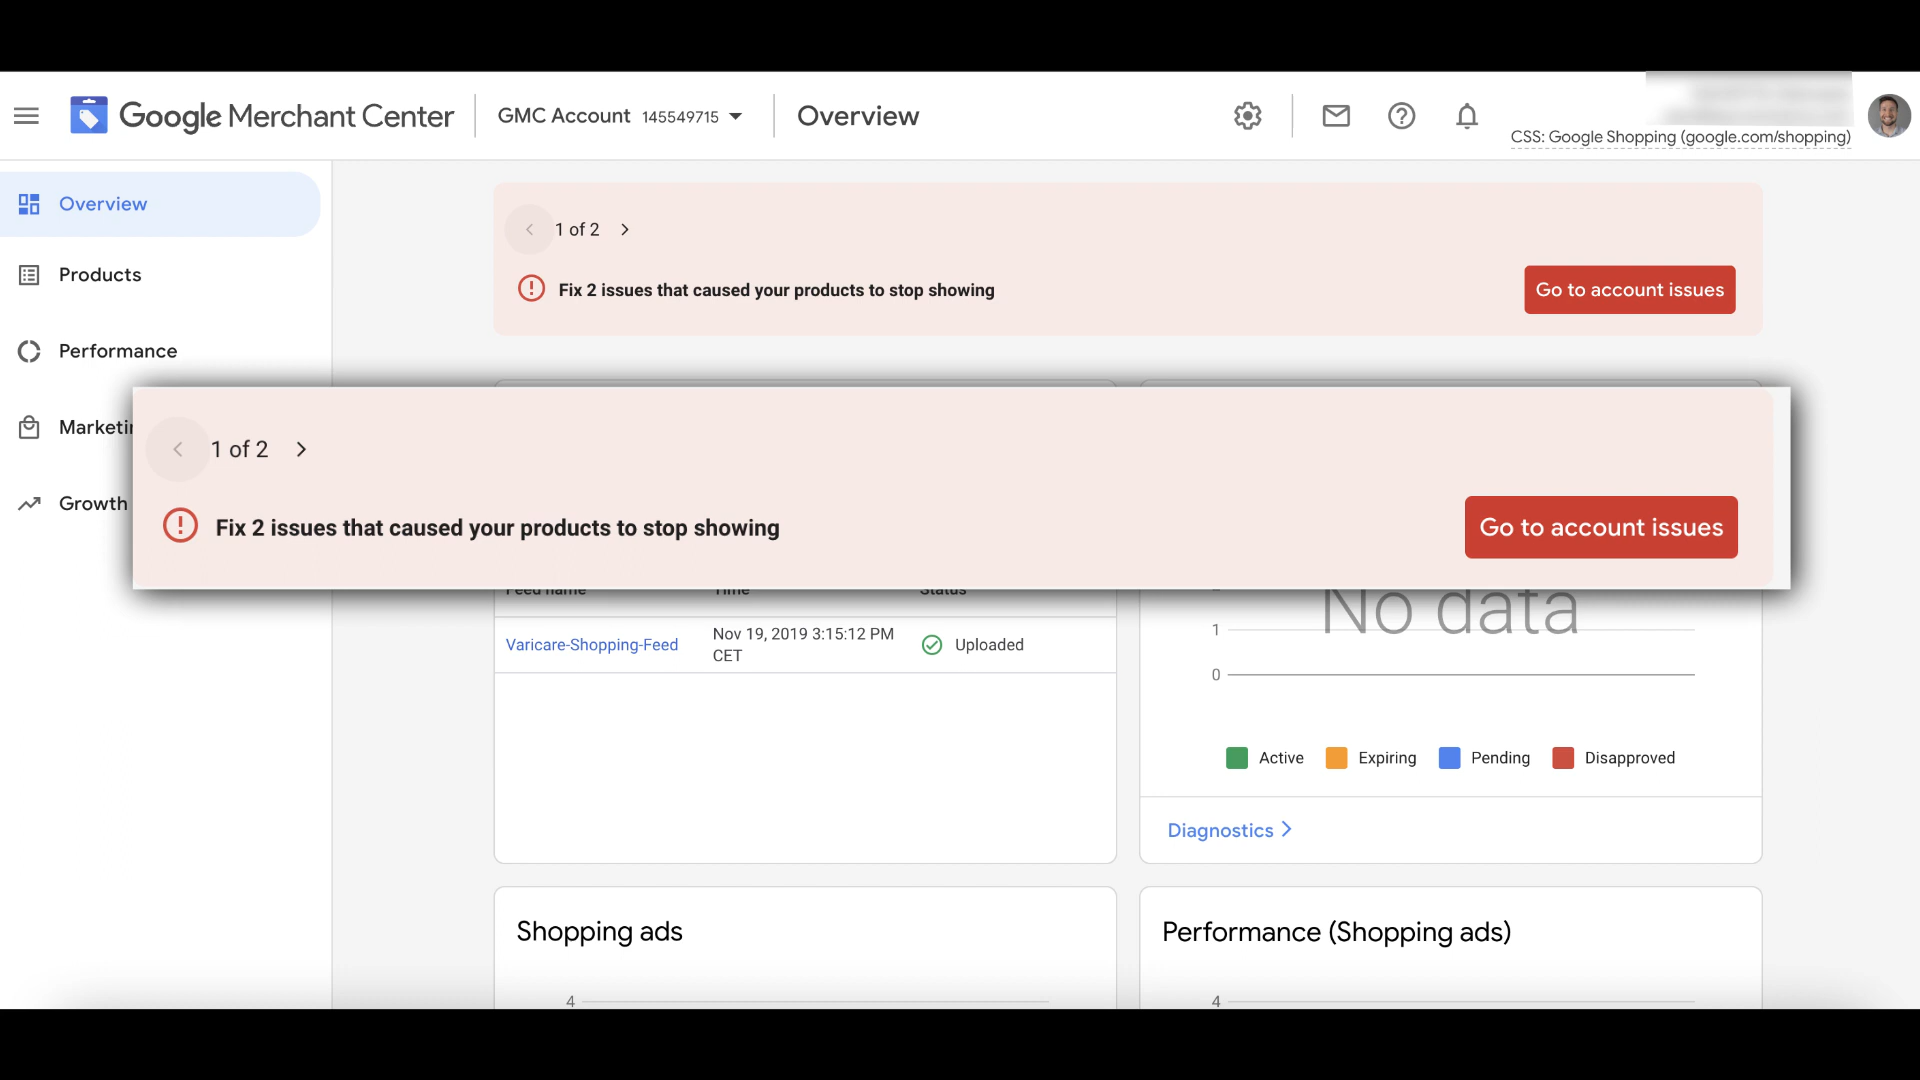 Google Merchant Center
GMC Account 145549715
Overview
CSS: Google Shopping (google.com/shopping)
Overview
Products
Performance
Growth
1 of 2
Fix 2 issues that caused your products to stop showing
Go to account issues
1 of 2
Fix 2 issues that caused your products to stop showing
Go to account issues
Feed name Time Status
Varicare-Shopping-Feed
Nov 19, 2019 3:15:12 PM
CET
Uploaded
No data
1
0
Active Expiring Pending Disapproved
Diagnostics
Shopping ads
4
Performance (Shopping ads)
4